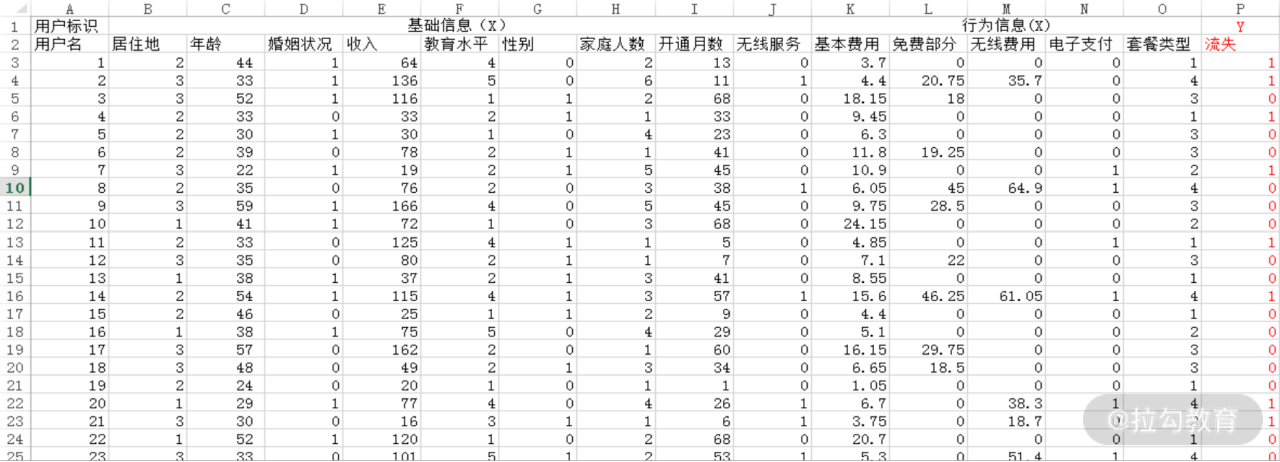 A B C D E F G H I J K L M N O P
1 用户标识 基础信息（X） 行为信息(X) Y
2 用户名 居住地 年龄 婚姻状况 收入 教育水平 性别 家庭人数 开通月数 无线服务 基本费用 免费部分 无线费用 电子支付 套餐类型 流失
3 1 2 44 1 64 4 0 2 13 0 3.7 0 0 0 1 1
4 2 3 33 1 136 5 0 6 11 1 4.4 20.75 35.7 0 4 1
5 3 3 52 1 116 1 1 2 68 0 18.15 18 0 0 3 0
6 4 2 33 0 33 2 1 1 33 0 9.45 0 0 0 1 1
7 5 2 30 1 30 1 0 4 23 0 6.3 0 0 0 3 0
8 6 2 39 0 78 2 1 1 41 0 11.8 19.25 0 0 3 0
9 7 3 22 1 19 2 1 5 45 0 10.9 0 0 1 2 1
10 8 2 35 0 76 2 0 3 38 1 6.05 45 64.9 1 4 0
11 9 3 59 1 166 4 0 5 45 0 9.75 28.5 0 0 3 0
12 10 1 41 1 72 1 0 3 68 0 24.15 0 0 0 2 0
13 11 2 33 0 125 4 1 1 5 0 4.85 0 0 1 1 1
14 12 3 35 0 80 2 1 1 7 0 7.1 22 0 0 3 0
15 13 1 38 1 37 2 1 3 41 0 8.55 0 0 0 1 0
16 14 2 54 1 115 4 1 3 57 1 15.6 46.25 61.05 1 4 1
17 15 2 46 0 25 1 1 2 9 0 4.4 0 0 0 1 0
18 16 1 38 1 75 5 0 4 29 0 5.1 0 0 0 2 0
19 17 3 57 0 162 2 0 1 60 0 16.15 29.75 0 0 3 0
20 18 3 48 0 49 2 1 3 34 0 6.65 18.5 0 0 3 0
21 19 2 24 0 20 1 0 1 1 0 1.05 0 0 0 1 0
22 20 1 29 1 77 4 0 4 26 1 6.7 0 38.3 1 4 1
23 21 3 30 0 16 3 1 1 6 1 3.75 0 18.7 0 1
24 22 1 52 1 120 1 0 2 68 0 20.7 0 0 0 1 0
25 23 3 33 0 101 5 1 2 53 1 5.3 0 51.4 1 4 0
@拉勾教育